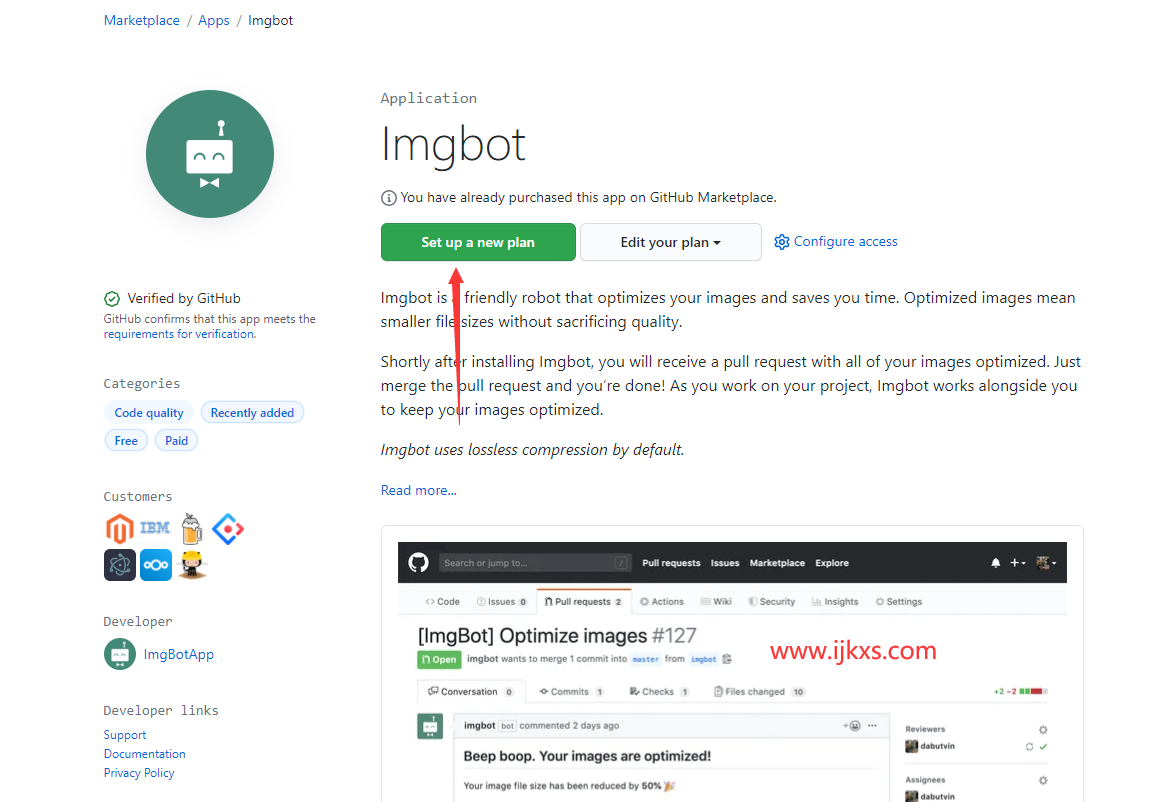 Marketplace / Apps / Imgbot
Application
Imgbot
You have already purchased this app on GitHub Marketplace.
Set up a new plan
Edit your plan
Configure access
Imgbot is a friendly robot that optimizes your images and saves you time. Optimized images mean
smaller file sizes without sacrificing quality.
Shortly after installing Imgbot, you will receive a pull request with all of your images optimized. Just
merge the pull request and you're done! As you work on your project, Imgbot works alongside you
to keep your images optimized.
Imgbot uses lossless compression by default.
Read more...
Verified by GitHub
GitHub confirms that this app meets the
requirements for verification.
Categories
Code quality
Recently added
Free
Paid
Customers
IBM
Developer
ImgBotApp
Developer links
Support
Documentation
Privacy Policy
Search or jump to...
/
Pull requests Issues Marketplace Explore
Code Issues 0 Pull requests 2 Actions Wiki Security Insights Settings
[ImgBot] Optimize images #127
www.ijkxs.com
Open imgbot wants to merge 1 commit into master from imgbot
Conversation 0 Commits 1 Checks 1 Files changed 10
+2 −2
imgbot bot commented 2 days ago
Beep boop. Your images are optimized!
Your image file size has been reduced by 50% 🎉
Reviewers
dabutvin
Assignees
dabutvin